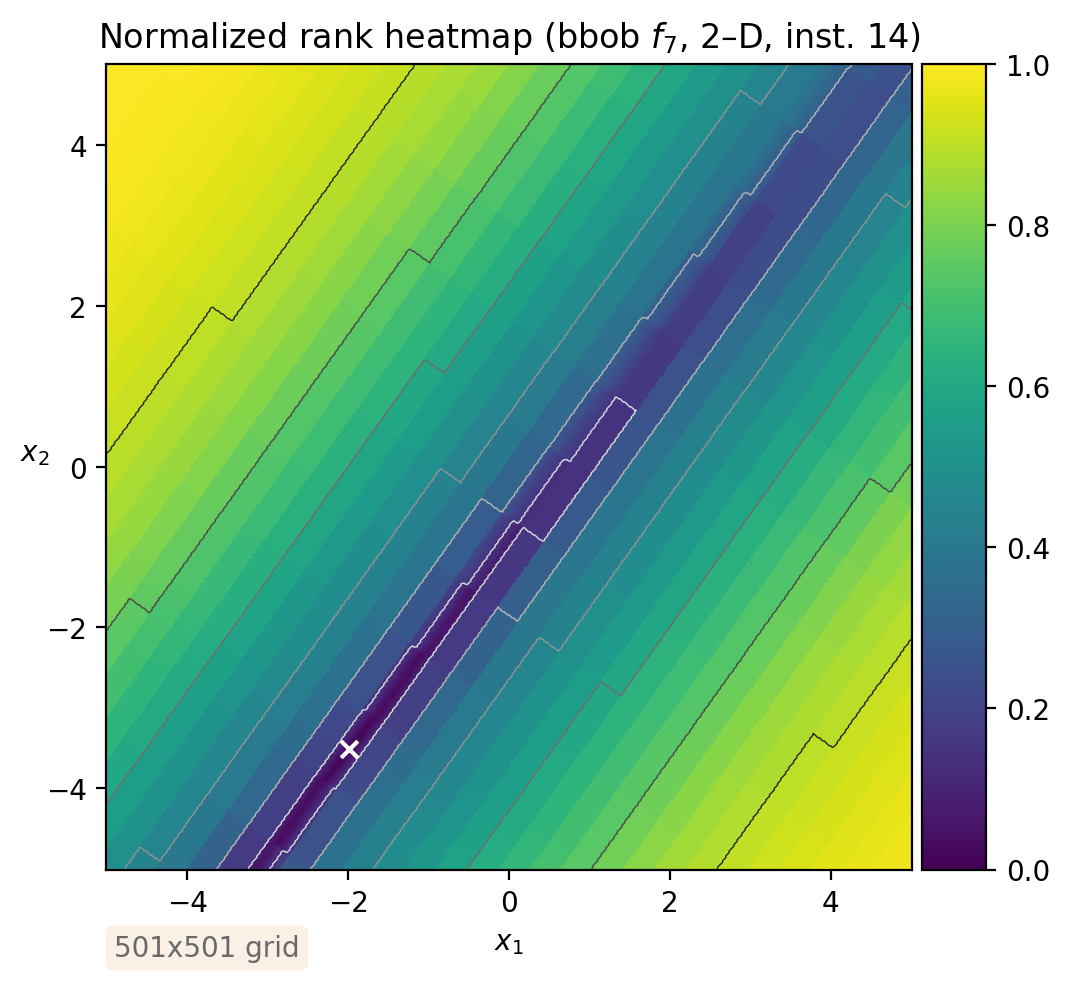 Normalized rank heatmap (bbob f₇, 2–D, inst. 14)
1.0
0.8
0.6
0.4
0.2
0.0
4
2
0
−2
−4
x₂
−4 −2 0 2 4
x₁
501x501 grid